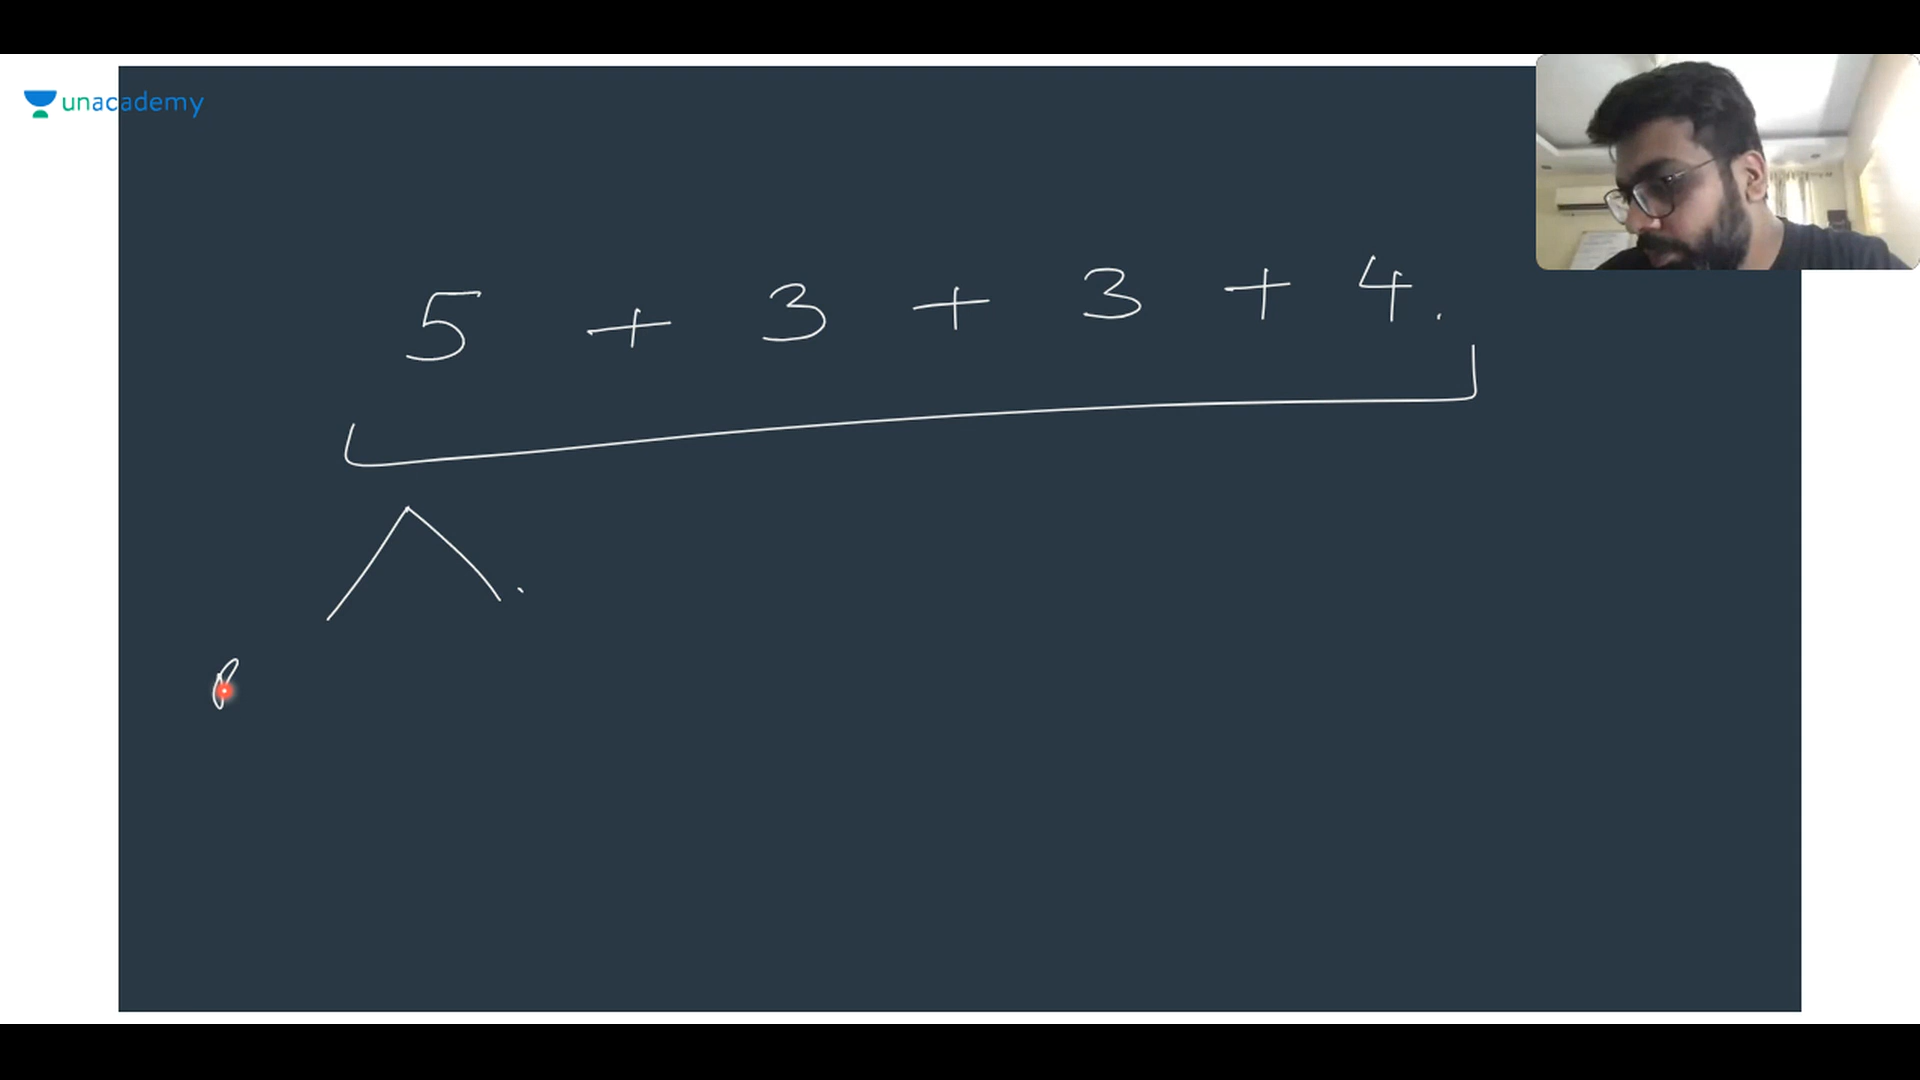 unacademy
5 + 3 + 3 + 4.